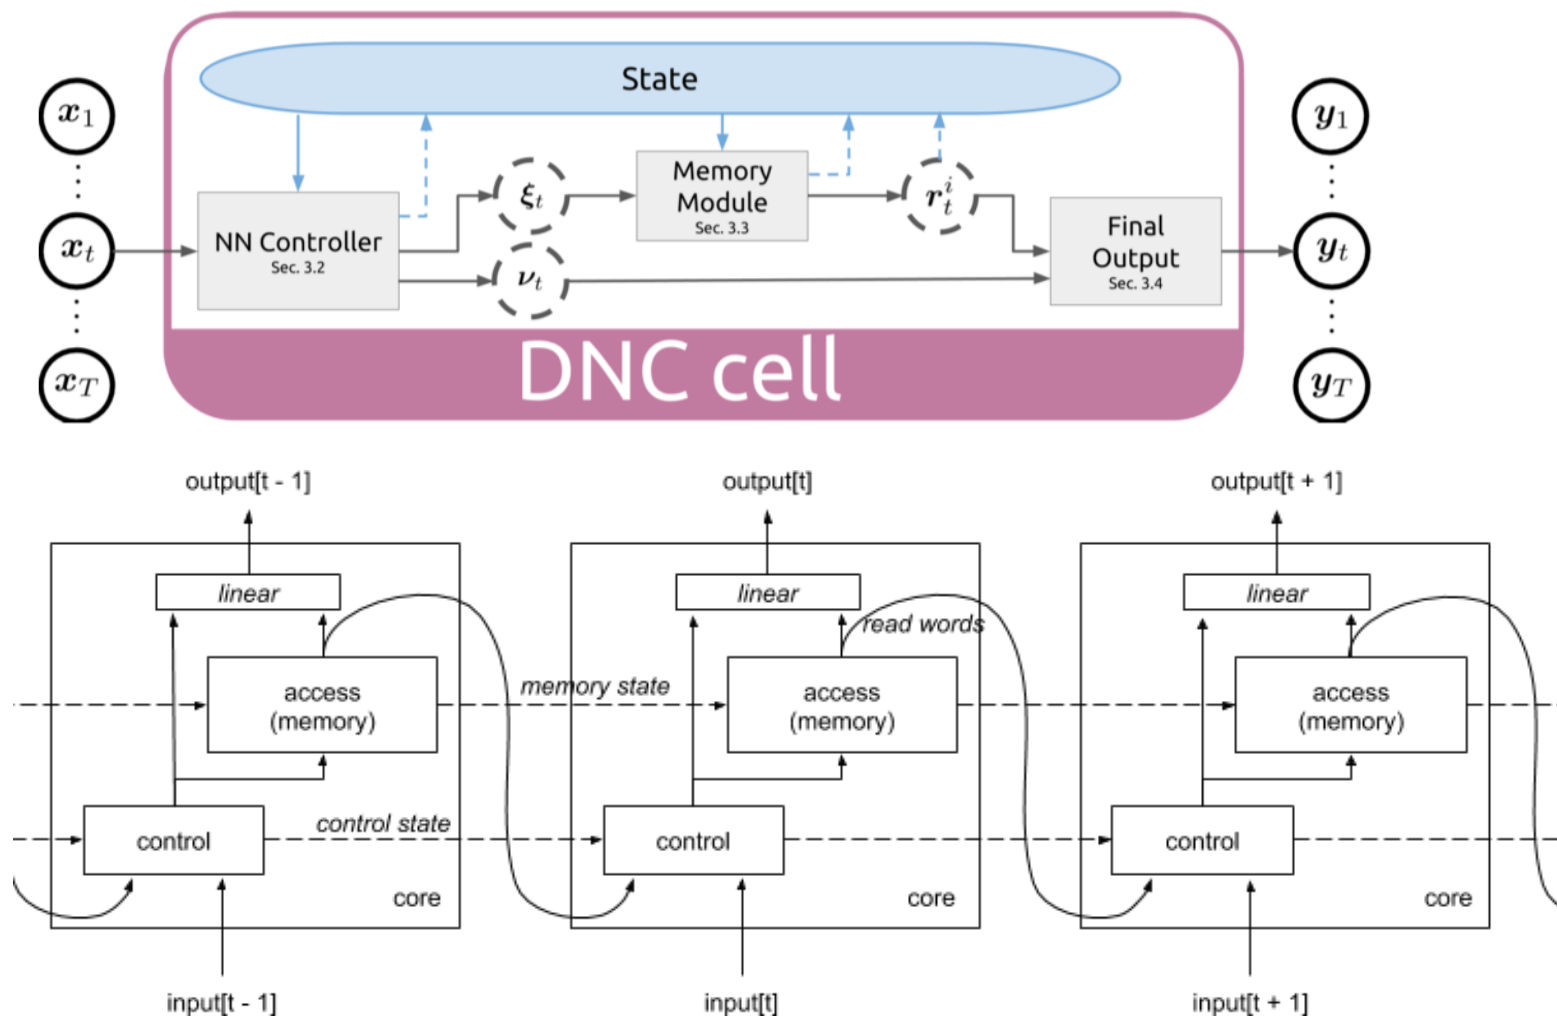 State
x1
xt
xT
NN Controller
Sec. 3.2
ξt
νt
Memory
Module
Sec. 3.3
r^i_t
Final
Output
Sec. 3.4
y1
yt
yT
DNC cell
output[t - 1]
output[t]
output[t + 1]
linear
linear
linear
read words
access
(memory)
memory state
access
(memory)
access
(memory)
control
control state
control
control
core
core
core
input[t - 1]
input[t]
input[t + 1]